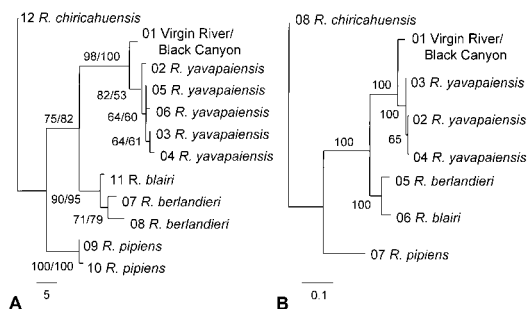 12 R. chiricahuensis
01 Virgin River/
Black Canyon
98/100
02 R. yavapaiensis
05 R. yavapaiensis
82/53
06 R. yavapaiensis
64/60
03 R. yavapaiensis
64/61
04 R. yavapaiensis
75/82
11 R. blairi
90/95
07 R. berlandieri
71/79
08 R. berlandieri
09 R. pipiens
100/100
10 R. pipiens
A
5
08 R. chiricahuensis
01 Virgin River/
Black Canyon
100
03 R. yavapaiensis
100
02 R. yavapaiensis
65
04 R. yavapaiensis
100
05 R. berlandieri
100
06 R. blairi
07 R. pipiens
B
0.1